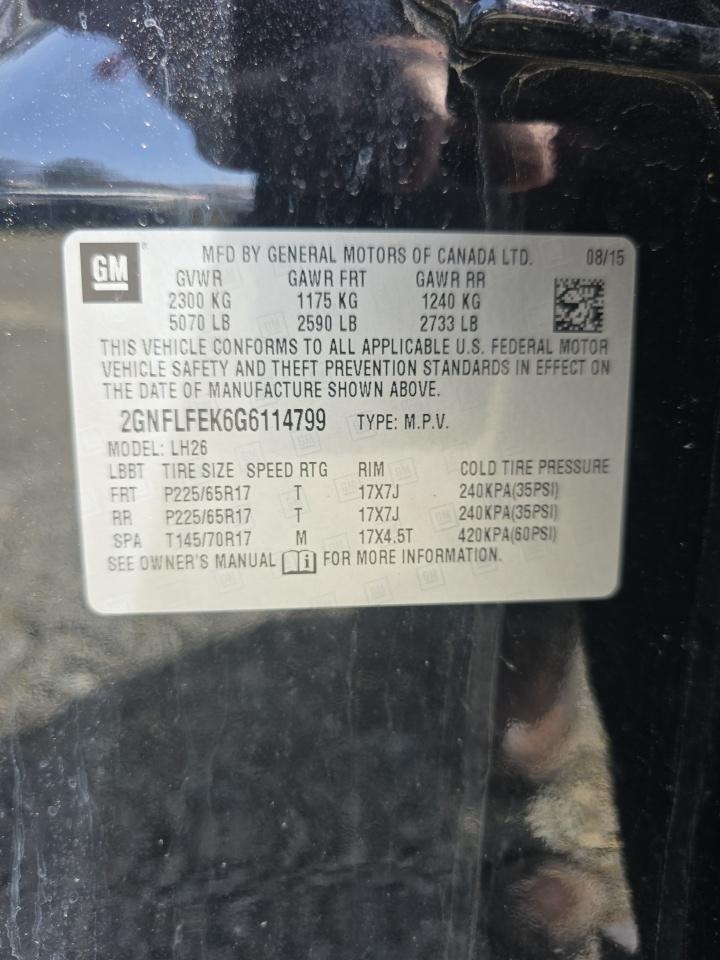 GM
MFD BY GENERAL MOTORS OF CANADA LTD. 08/15
GVWR GAWR FRT GAWR RR
2300 KG 1175 KG 1240 KG
5070 LB 2590 LB 2733 LB
THIS VEHICLE CONFORMS TO ALL APPLICABLE U.S. FEDERAL MOTOR
VEHICLE SAFETY AND THEFT PREVENTION STANDARDS IN EFFECT ON
THE DATE OF MANUFACTURE SHOWN ABOVE.
2GNFLFEK6G6114799 TYPE: M.P.V.
MODEL: LH26
LBBT TIRE SIZE SPEED RTG RIM COLD TIRE PRESSURE
FRT P225/65R17 T 17X7J 240KPA(35PSI)
RR P225/65R17 T 17X7J 240KPA(35PSI)
SPA T145/70R17 M 17X4.5T 420KPA(60PSI)
SEE OWNER'S MANUAL i FOR MORE INFORMATION.